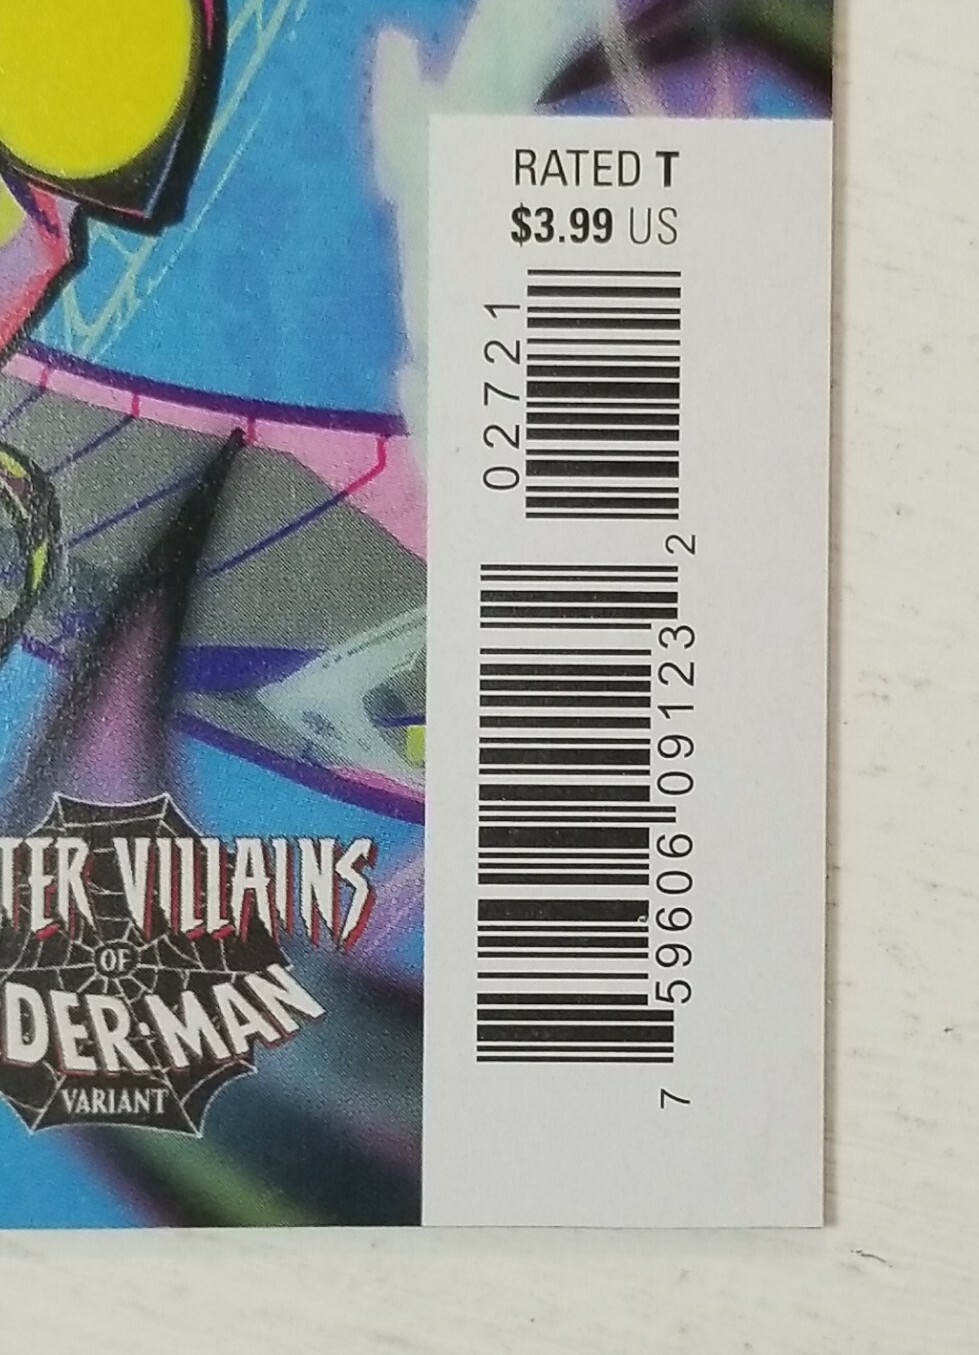 RATED T
$3.99 US
02721
7 59606 09123 2
TER VILLAINS
OF
DER-MAN
VARIANT